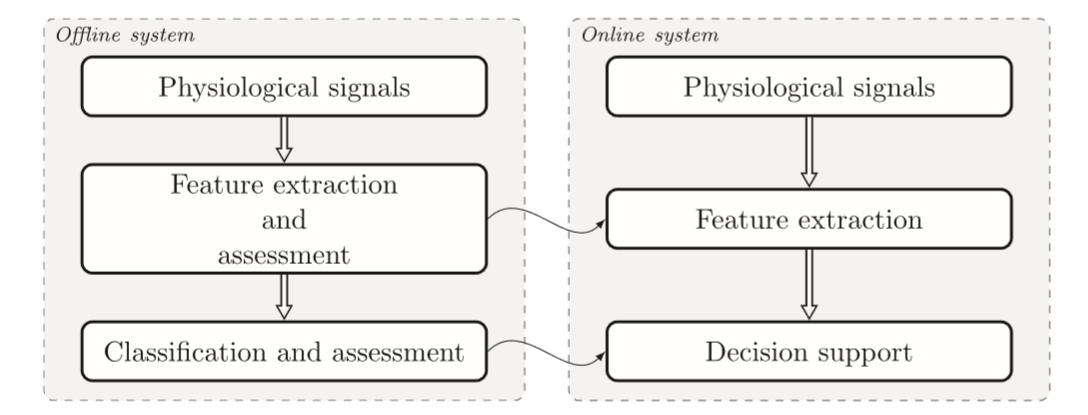 Offline system
Physiological signals
Feature extraction
and
assessment
Classification and assessment
Online system
Physiological signals
Feature extraction
Decision support